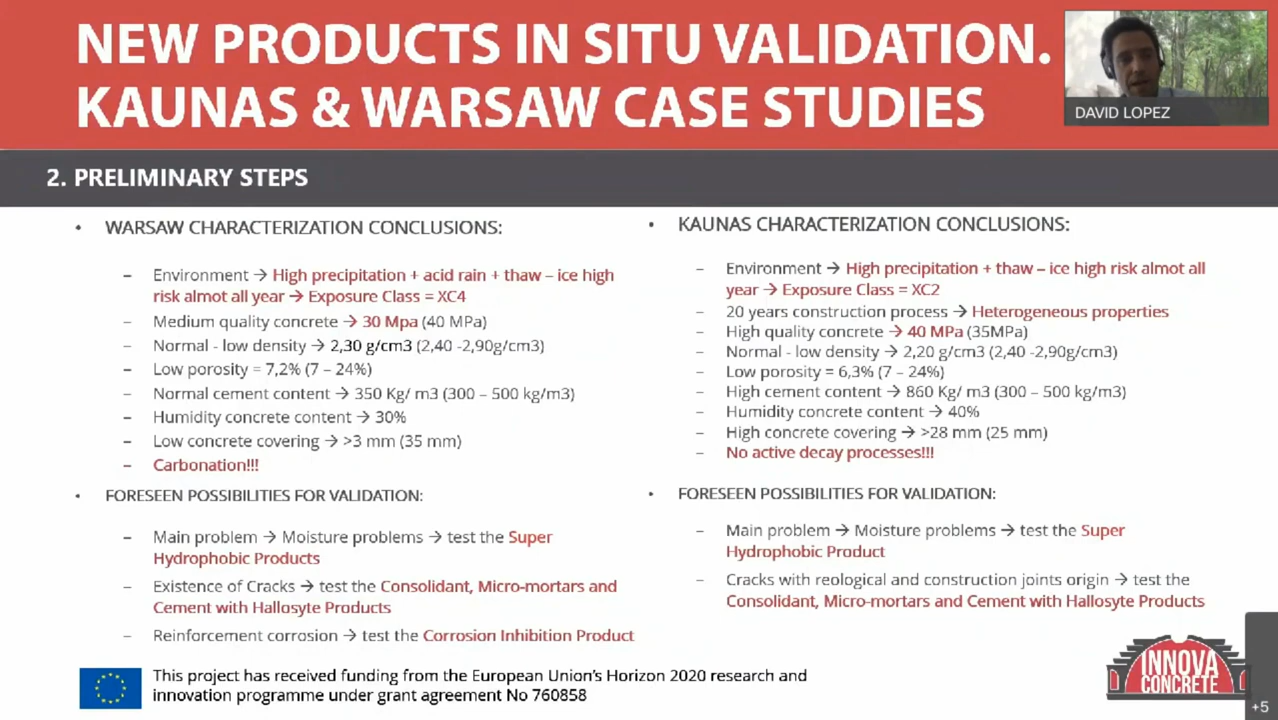 NEW PRODUCTS IN SITU VALIDATION.
KAUNAS & WARSAW CASE STUDIES
DAVID LOPEZ
2. PRELIMINARY STEPS
• WARSAW CHARACTERIZATION CONCLUSIONS:
– Environment → High precipitation + acid rain + thaw – ice high
risk almot all year → Exposure Class = XC4
– Medium quality concrete → 30 Mpa (40 MPa)
– Normal - low density → 2,30 g/cm3 (2,40 -2,90g/cm3)
– Low porosity = 7,2% (7 – 24%)
– Normal cement content → 350 Kg/ m3 (300 – 500 kg/m3)
– Humidity concrete content → 30%
– Low concrete covering → >3 mm (35 mm)
– Carbonation!!!
• FORESEEN POSSIBILITIES FOR VALIDATION:
– Main problem → Moisture problems → test the Super
Hydrophobic Products
– Existence of Cracks → test the Consolidant, Micro-mortars and
Cement with Hallosyte Products
– Reinforcement corrosion → test the Corrosion Inhibition Product
• KAUNAS CHARACTERIZATION CONCLUSIONS:
– Environment → High precipitation + thaw – ice high risk almot all
year → Exposure Class = XC2
– 20 years construction process → Heterogeneous properties
– High quality concrete → 40 MPa (35MPa)
– Normal - low density → 2,20 g/cm3 (2,40 -2,90g/cm3)
– Low porosity = 6,3% (7 – 24%)
– High cement content → 860 Kg/ m3 (300 – 500 kg/m3)
– Humidity concrete content → 40%
– High concrete covering → >28 mm (25 mm)
– No active decay processes!!!
• FORESEEN POSSIBILITIES FOR VALIDATION:
– Main problem → Moisture problems → test the Super
Hydrophobic Product
– Cracks with reological and construction joints origin → test the
Consolidant, Micro-mortars and Cement with Hallosyte Products
This project has received funding from the European Union's Horizon 2020 research and
innovation programme under grant agreement No 760858
INNOVA
CONCRETE
+5